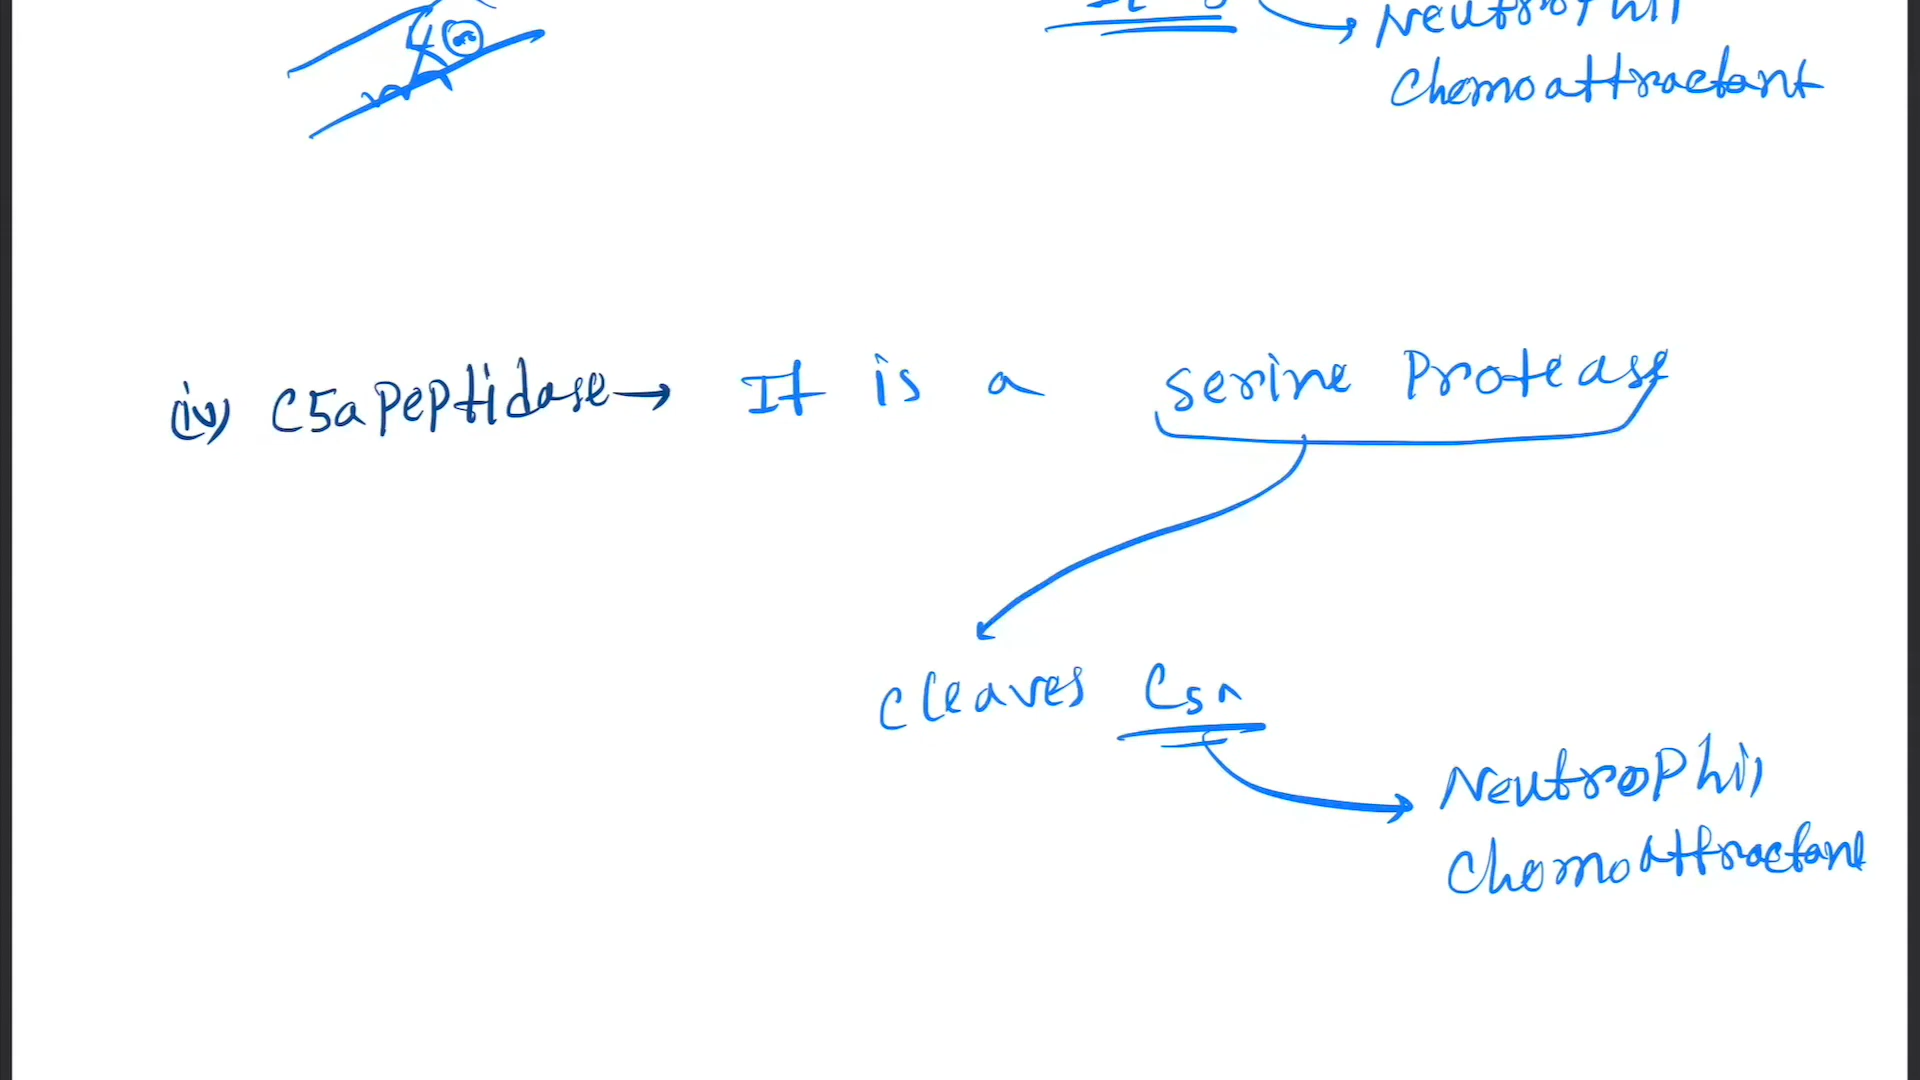 Neutrophil
Chemoattractant
(iv) C5a peptidase → It is a serine Protease
cleaves C5a
Neutrophil
Chemoattractant